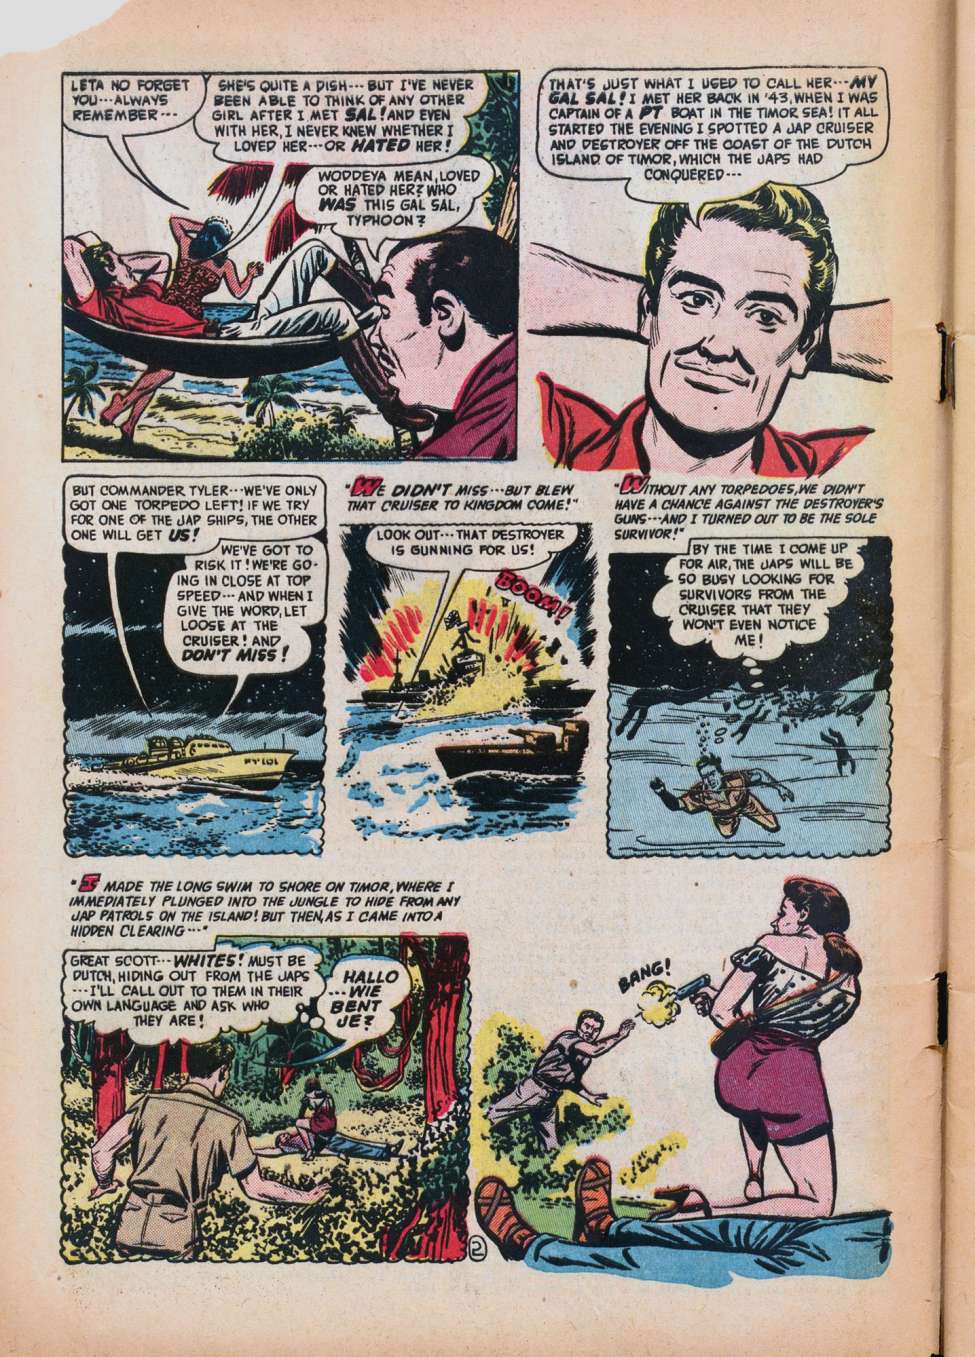 LETA NO FORGET
YOU---ALWAYS
REMEMBER---
SHE'S QUITE A DISH---BUT I'VE NEVER
BEEN ABLE TO THINK OF ANY OTHER
GIRL AFTER I MET SAL! AND EVEN
WITH HER, I NEVER KNEW WHETHER I
LOVED HER---OR HATED HER!
WODDEYA MEAN, LOVED
OR HATED HER? WHO
WAS THIS GAL SAL,
TYPHOON?
THAT'S JUST WHAT I USED TO CALL HER---MY
GAL SAL! I MET HER BACK IN '43, WHEN I WAS
CAPTAIN OF A PT BOAT IN THE TIMOR SEA! IT ALL
STARTED THE EVENING I SPOTTED A JAP CRUISER
AND DESTROYER OFF THE COAST OF THE DUTCH
ISLAND OF TIMOR, WHICH THE JAPS HAD
CONQUERED---
BUT COMMANDER TYLER---WE'VE ONLY
GOT ONE TORPEDO LEFT! IF WE TRY
FOR ONE OF THE JAP SHIPS, THE OTHER
ONE WILL GET US!
WE'VE GOT TO
RISK IT! WE'RE GO-
ING IN CLOSE AT TOP
SPEED---AND WHEN I
GIVE THE WORD, LET
LOOSE AT THE
CRUISER! AND
DON'T MISS!
PT 101
"WE DIDN'T MISS---BUT BLEW
THAT CRUISER TO KINGDOM COME!"
LOOK OUT---THAT DESTROYER
IS GUNNING FOR US!
BOOM!
"WITHOUT ANY TORPEDOES, WE DIDN'T
HAVE A CHANCE AGAINST THE DESTROYER'S
GUNS---AND I TURNED OUT TO BE THE SOLE
SURVIVOR!"
BY THE TIME I COME UP
FOR AIR, THE JAPS WILL BE
SO BUSY LOOKING FOR
SURVIVORS FROM THE
CRUISER THAT THEY
WON'T EVEN NOTICE
ME!
"I MADE THE LONG SWIM TO SHORE ON TIMOR, WHERE I
IMMEDIATELY PLUNGED INTO THE JUNGLE TO HIDE FROM ANY
JAP PATROLS ON THE ISLAND! BUT THEN, AS I CAME INTO A
HIDDEN CLEARING---"
GREAT SCOTT---WHITES! MUST BE
DUTCH, HIDING OUT FROM THE JAPS
---I'LL CALL OUT TO THEM IN THEIR
OWN LANGUAGE AND ASK WHO
THEY ARE!
HALLO
---WIE
BENT
JE?
BANG!
2